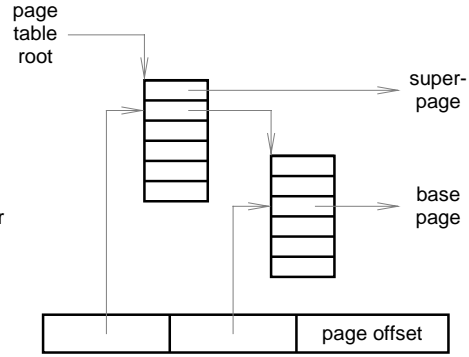 page
table
root
super-
page
base
page
r
page offset